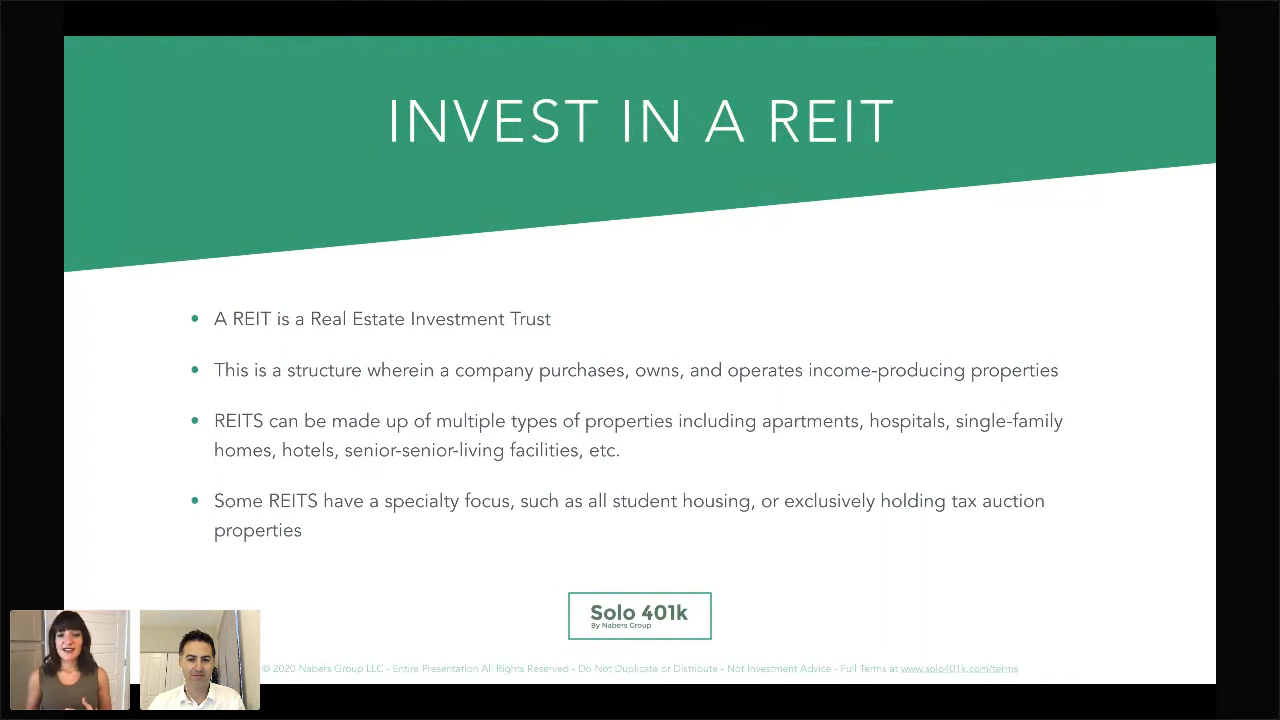 INVEST IN A REIT
• A REIT is a Real Estate Investment Trust
• This is a structure wherein a company purchases, owns, and operates income-producing properties
• REITS can be made up of multiple types of properties including apartments, hospitals, single-family
homes, hotels, senior-senior-living facilities, etc.
• Some REITS have a specialty focus, such as all student housing, or exclusively holding tax auction
properties
Solo 401k
By Nabers Group
© 2020 Nabers Group LLC - Entire Presentation All Rights Reserved - Do Not Duplicate or Distribute - Not Investment Advice - Full Terms at www.solo401k.com/terms